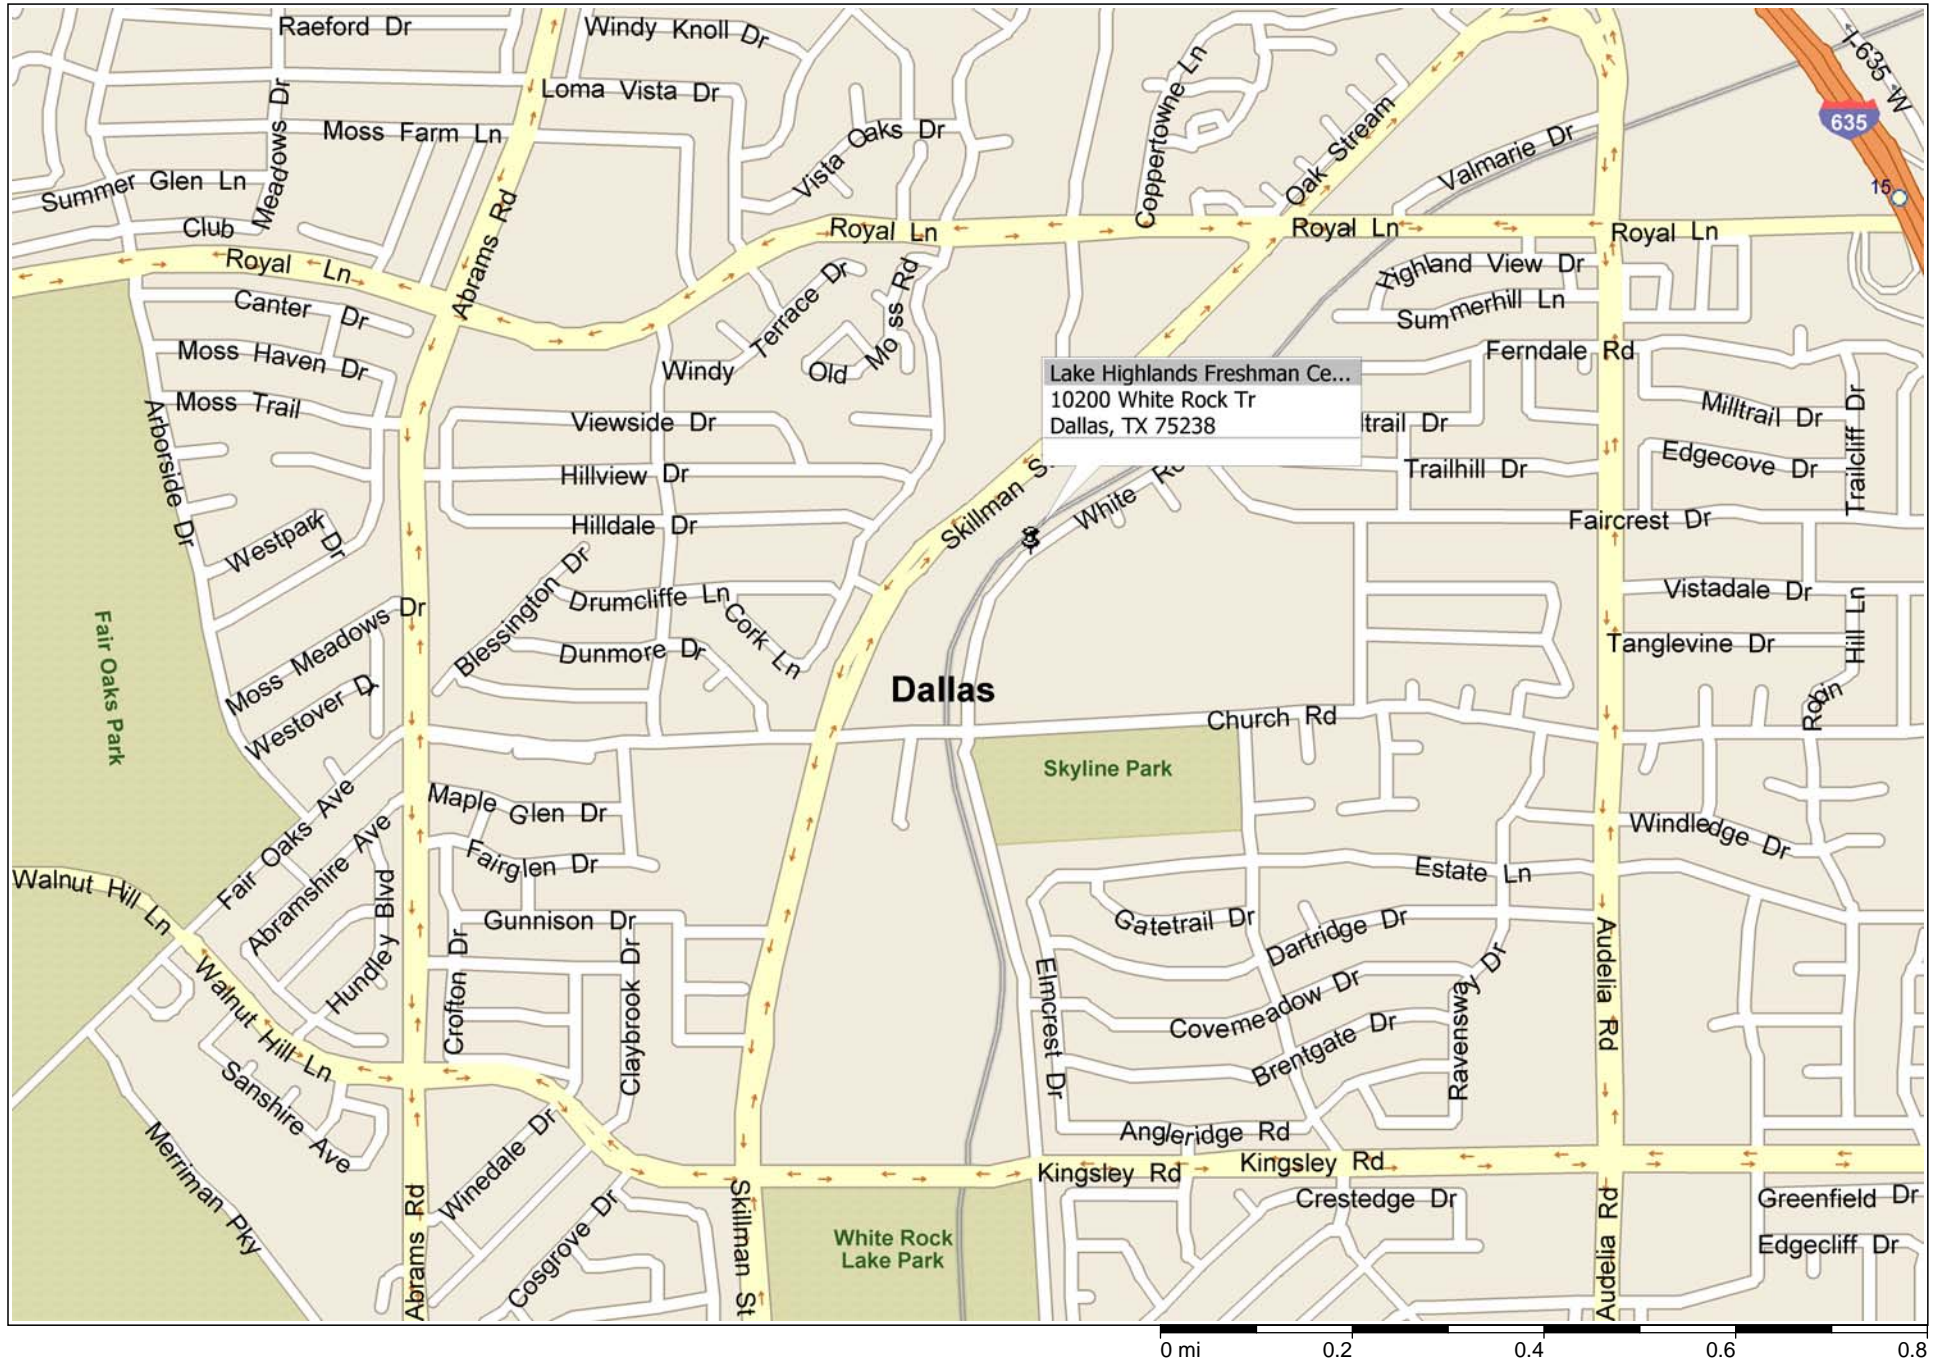 Raeford Dr
Windy Knoll Dr
Coppertowne Ln
I-635 W
635
15
Meadows Dr
Loma Vista Dr
Moss Farm Ln
Vista Oaks Dr
Oak Stream
Valmarie Dr
Summer Glen Ln
Club
Abrams Rd
Royal Ln
Royal Ln
Royal Ln
Royal Ln
Canter Dr
Terrace Dr
Moss Rd
Highland View Dr
Summerhill Ln
Moss Haven Dr
Windy
Old
Ferndale Rd
Lake Highlands Freshman Ce...
10200 White Rock Tr
Dallas, TX 75238
Moss Trail
Arborside Dr
Viewside Dr
ltrail Dr
Milltrail Dr
Trailcliff Dr
Hillview Dr
Trailhill Dr
Edgecove Dr
Skillman S
White Ro
Hilldale Dr
Faircrest Dr
Westpark Dr
Blessington Dr
Drumcliffe Ln
Cork Ln
Vistadale Dr
Robin Hill Ln
Fair Oaks Park
Moss Meadows Dr
Dunmore Dr
Tanglevine Dr
Westover Dr
Dallas
Church Rd
Skyline Park
Fair Oaks Ave
Maple Glen Dr
Windledge Dr
Abramshire Ave
Fairglen Dr
Estate Ln
Walnut Hill Ln
Hundley Blvd
Gunnison Dr
Gatetrail Dr
Dartridge Dr
Crofton Dr
Claybrook Dr
Elmcrest Dr
Covemeadow Dr
Ravensway Dr
Audelia Rd
Walnut Hill Ln
Brentgate Dr
Sanshire Ave
Angleridge Rd
Merriman Pky
Winedale Dr
Kingsley Rd
Kingsley Rd
Abrams Rd
Cosgrove Dr
Skillman St
White Rock
Lake Park
Crestedge Dr
Audelia Rd
Greenfield Dr
Edgecliff Dr
0 mi 0.2 0.4 0.6 0.8